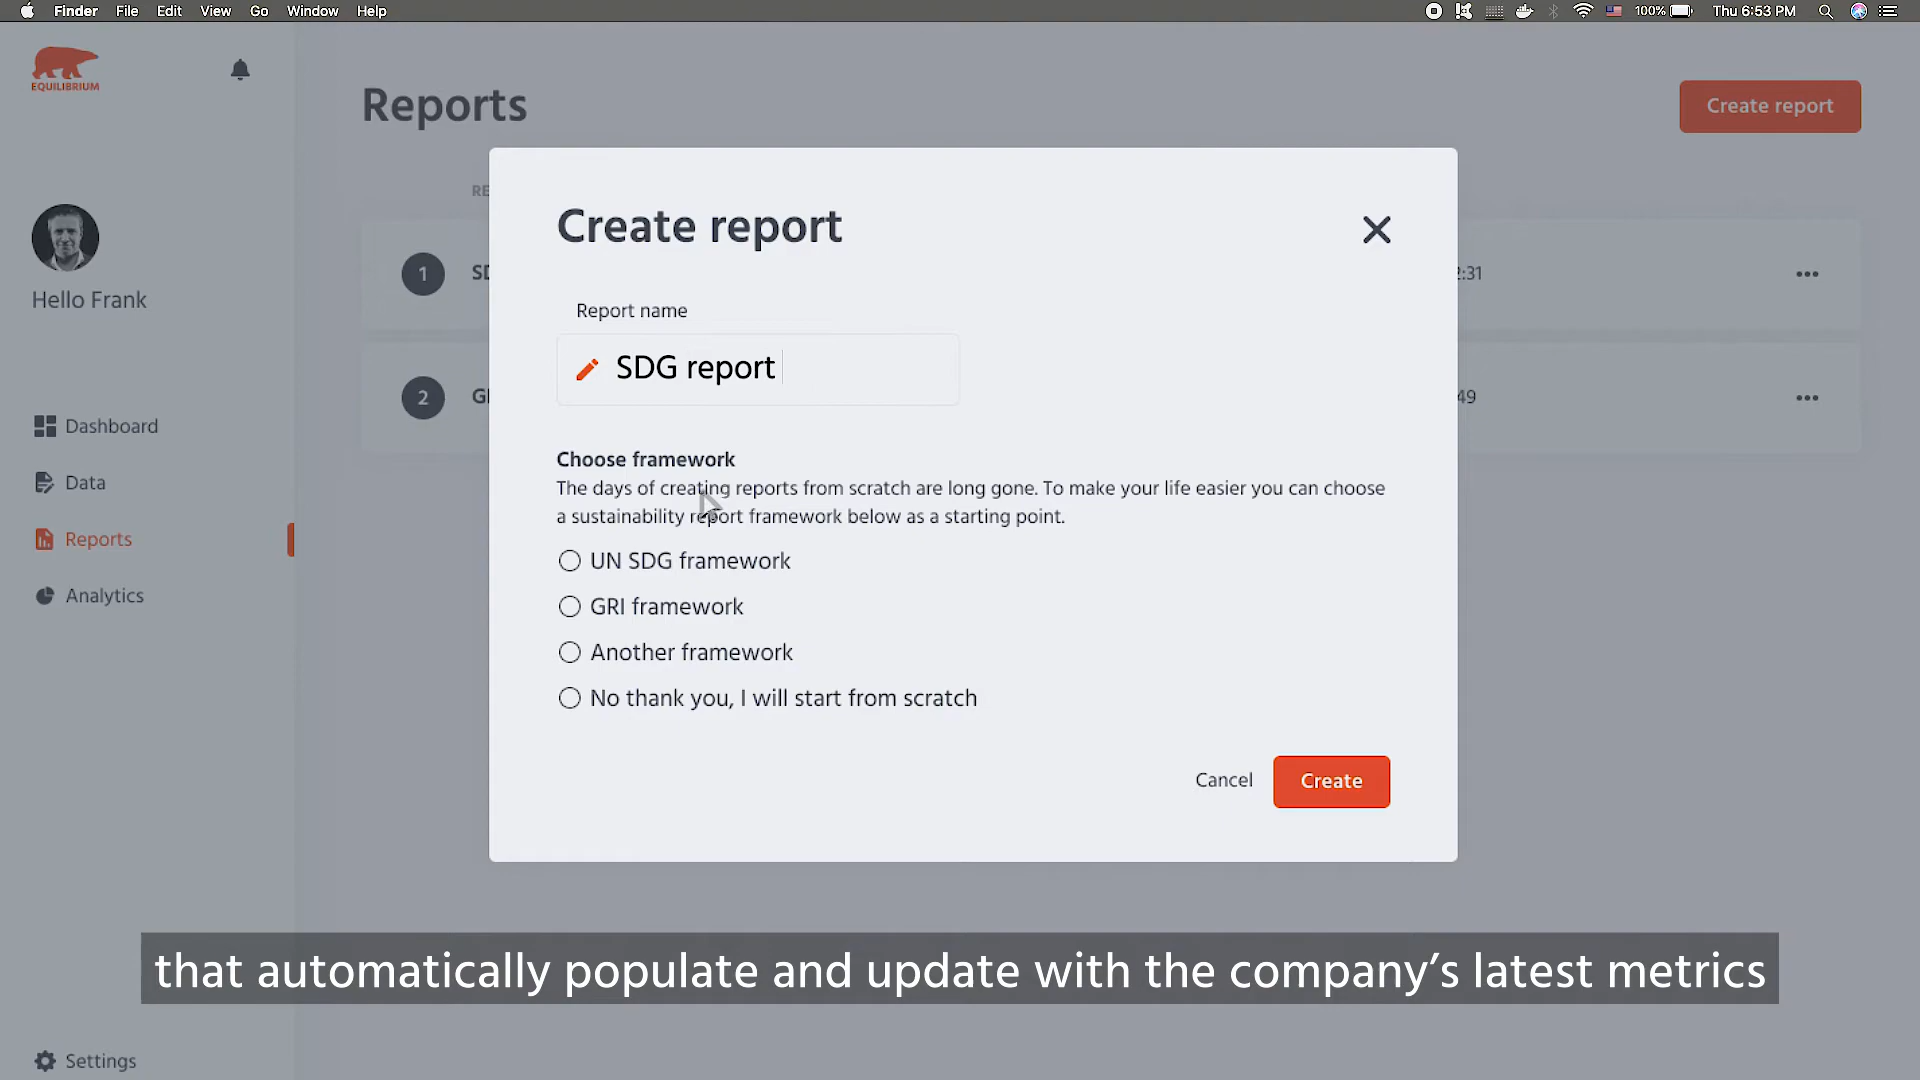 Finder File Edit View Go Window Help 100% Thu 6:53 PM
EQUILIBRIUM
Reports
Create report
Hello Frank
Dashboard
Data
Reports
Analytics
Settings
RE
1 SD :31
2 49
Create report
Report name
SDG report
Choose framework
The days of creating reports from scratch are long gone. To make your life easier you can choose
a sustainability report framework below as a starting point.
UN SDG framework
GRI framework
Another framework
No thank you, I will start from scratch
Cancel Create
that automatically populate and update with the company’s latest metrics